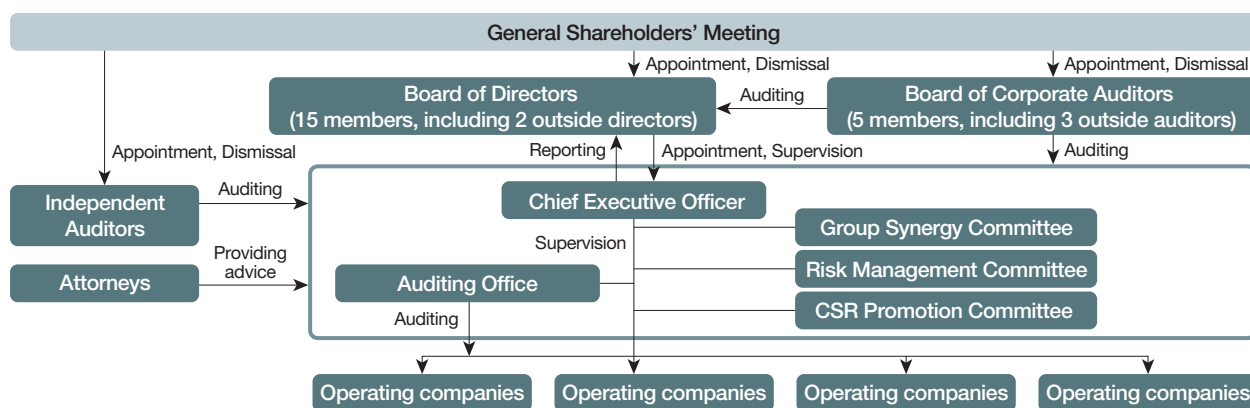 General Shareholders' Meeting
Appointment, Dismissal
Appointment, Dismissal
Board of Directors
(15 members, including 2 outside directors)
Auditing
Board of Corporate Auditors
(5 members, including 3 outside auditors)
Appointment, Dismissal
Reporting
Appointment, Supervision
Auditing
Independent
Auditors
Auditing
Chief Executive Officer
Group Synergy Committee
Supervision
Attorneys
Providing
advice
Auditing Office
Risk Management Committee
CSR Promotion Committee
Auditing
Operating companies
Operating companies
Operating companies
Operating companies